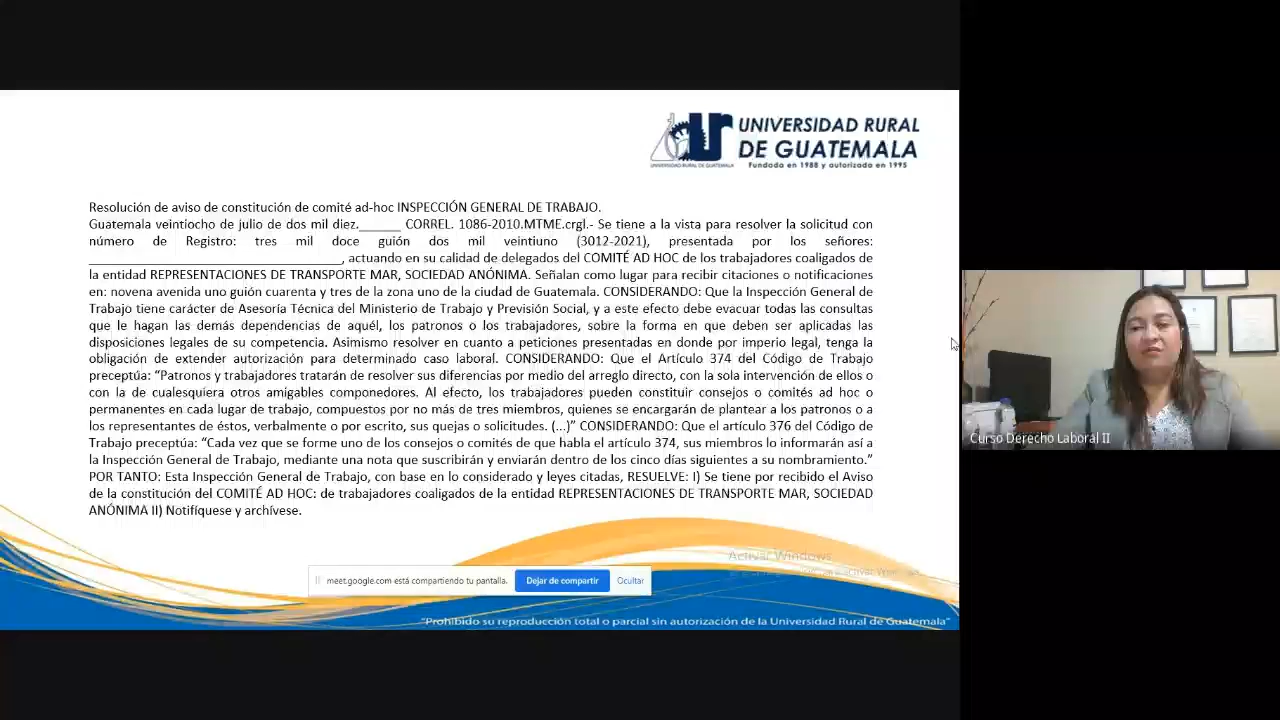 UNIVERSIDAD RURAL
DE GUATEMALA
Fundada en 1988 y autorizada en 1995
UNIVERSIDAD RURAL DE GUATEMALA
Resolución de aviso de constitución de comité ad-hoc INSPECCIÓN GENERAL DE TRABAJO.
Guatemala veintiocho de julio de dos mil diez.______ CORREL. 1086-2010.MTME.crgl.- Se tiene a la vista para resolver la solicitud con
número de Registro: tres mil doce guión dos mil veintiuno (3012-2021), presentada por los señores:
____________________________________, actuando en su calidad de delegados del COMITÉ AD HOC de los trabajadores coaligados de
la entidad REPRESENTACIONES DE TRANSPORTE MAR, SOCIEDAD ANÓNIMA. Señalan como lugar para recibir citaciones o notificaciones
en: novena avenida uno guión cuarenta y tres de la zona uno de la ciudad de Guatemala. CONSIDERANDO: Que la Inspección General de
Trabajo tiene carácter de Asesoría Técnica del Ministerio de Trabajo y Previsión Social, y a este efecto debe evacuar todas las consultas
que le hagan las demás dependencias de aquél, los patronos o los trabajadores, sobre la forma en que deben ser aplicadas las
disposiciones legales de su competencia. Asimismo resolver en cuanto a peticiones presentadas en donde por imperio legal, tenga la
obligación de extender autorización para determinado caso laboral. CONSIDERANDO: Que el Artículo 374 del Código de Trabajo
preceptúa: “Patronos y trabajadores tratarán de resolver sus diferencias por medio del arreglo directo, con la sola intervención de ellos o
con la de cualesquiera otros amigables componedores. Al efecto, los trabajadores pueden constituir consejos o comités ad hoc o
permanentes en cada lugar de trabajo, compuestos por no más de tres miembros, quienes se encargarán de plantear a los patronos o a
los representantes de éstos, verbalmente o por escrito, sus quejas o solicitudes. (...)” CONSIDERANDO: Que el artículo 376 del Código de
Trabajo preceptúa: “Cada vez que se forme uno de los consejos o comités de que habla el artículo 374, sus miembros lo informarán así a
la Inspección General de Trabajo, mediante una nota que suscribirán y enviarán dentro de los cinco días siguientes a su nombramiento.”
POR TANTO: Esta Inspección General de Trabajo, con base en lo considerado y leyes citadas, RESUELVE: I) Se tiene por recibido el Aviso
de la constitución del COMITÉ AD HOC: de trabajadores coaligados de la entidad REPRESENTACIONES DE TRANSPORTE MAR, SOCIEDAD
ANÓNIMA II) Notifíquese y archívese.
Activar Windows
meet.google.com está compartiendo tu pantalla.
Dejar de compartir
Ocultar
"Prohibido su reproducción total o parcial sin autorización de la Universidad Rural de Guatemala"
Curso Derecho Laboral II